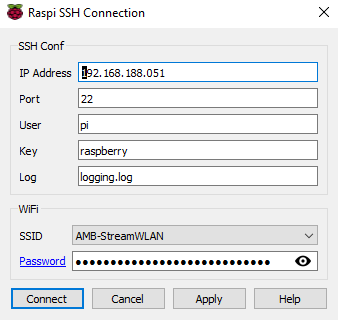 Raspi SSH Connection
SSH Conf
IP Address 192.168.188.051
Port 22
User pi
Key raspberry
Log logging.log
WiFi
SSID AMB-StreamWLAN
Password ●●●●●●●●●●●●●●●●●●●●●●●●●●●
Connect Cancel Apply Help